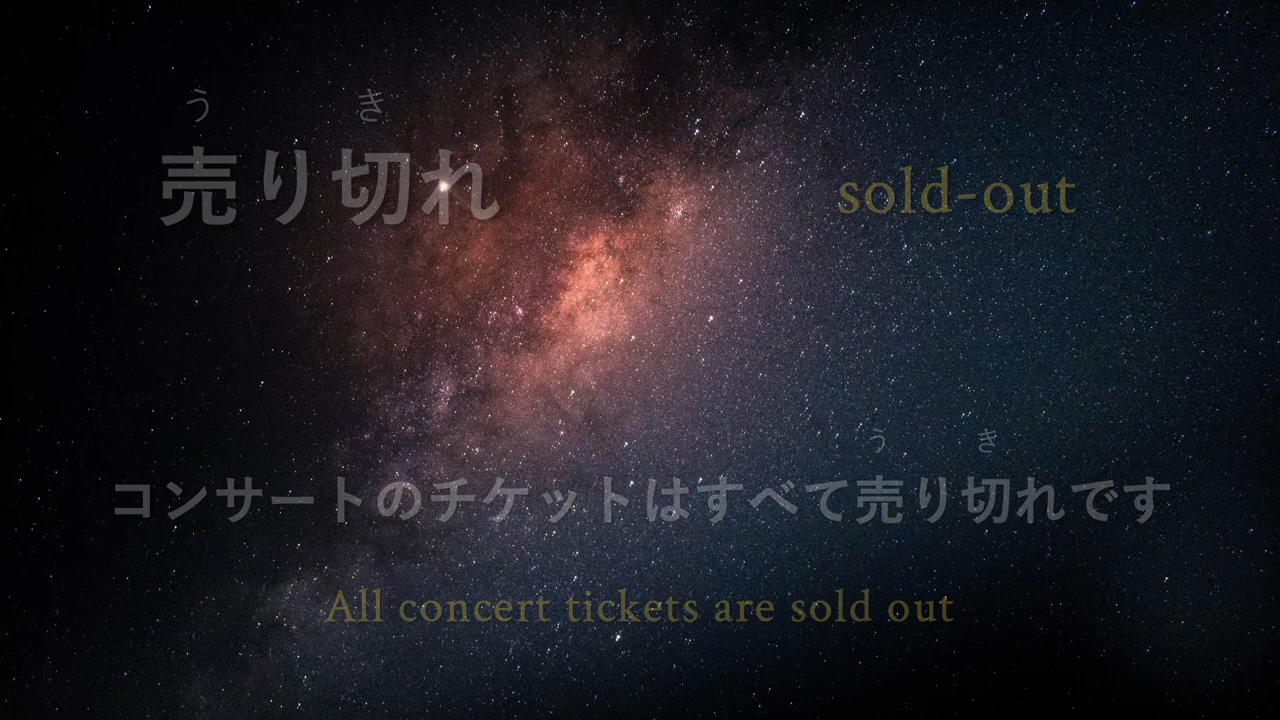 う き
売り切れ
sold-out
う き
コンサートのチケットはすべて売り切れです
All concert tickets are sold out